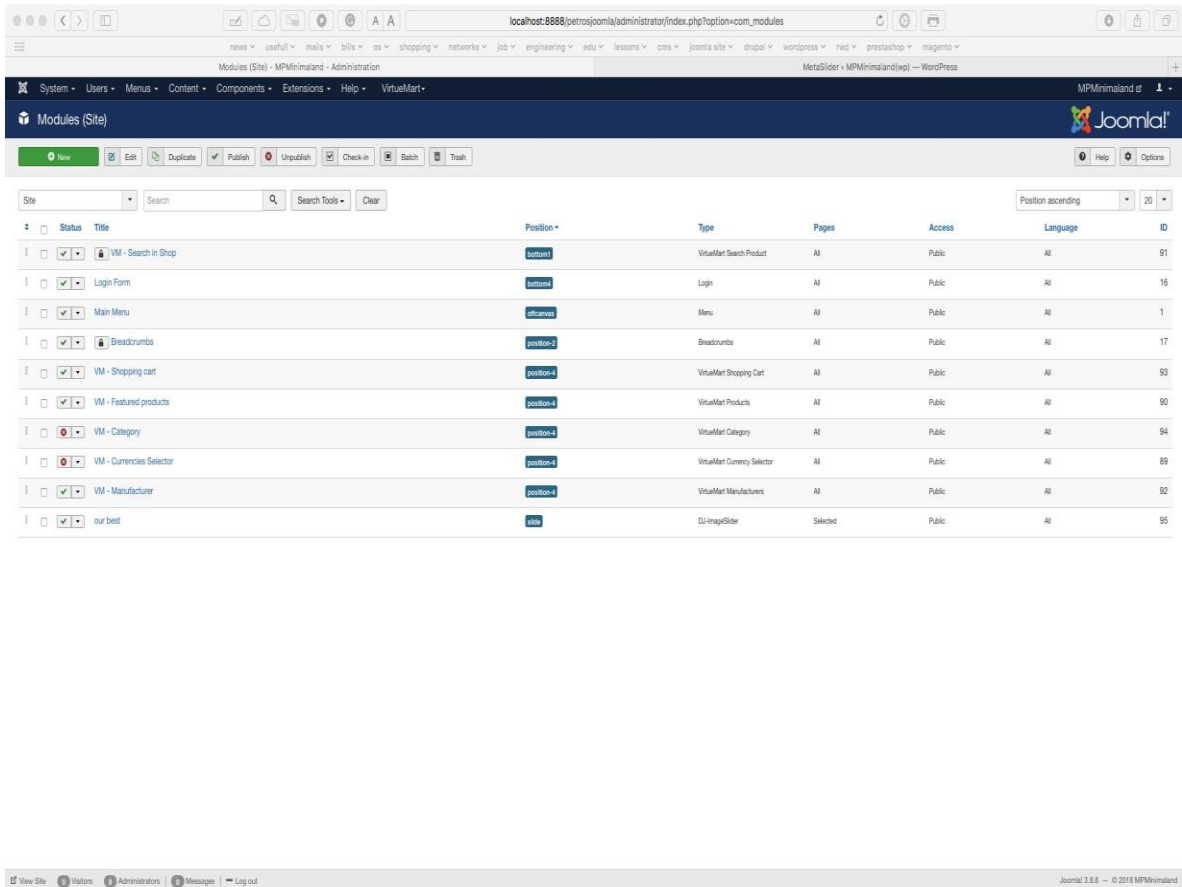 A A
localhost:8888/petrosjoomla/administrator/index.php?option=com_modules
news usefull mails bills os shopping networks job engineering edu lessons cms joomla site drupal wordpress rwd prestashop magento
Modules (Site) - MPMinimaland - Administration
MetaSlider ‹ MPMinimaland(wp) — WordPress
System Users Menus Content Components Extensions Help VirtueMart
MPMinimaland
Modules (Site)
Joomla!
New Edit Duplicate Publish Unpublish Check-in Batch Trash
Help Options
Site Search Search Tools Clear
Position ascending 20
Status Title Position Type Pages Access Language ID
VM - Search in Shop bottom1 VirtueMart Search Product All Public All 91
Login Form bottom4 Login All Public All 16
Main Menu offcanvas Menu All Public All 1
Breadcrumbs position-2 Breadcrumbs All Public All 17
VM - Shopping cart position-4 VirtueMart Shopping Cart All Public All 93
VM - Featured products position-4 VirtueMart Products All Public All 90
VM - Category position-4 VirtueMart Category All Public All 94
VM - Currencies Selector position-4 VirtueMart Currency Selector All Public All 89
VM - Manufacturer position-4 VirtueMart Manufacturers All Public All 92
our best slide DJ-ImageSlider Selected Public All 95
View Site Visitors Administrators Messages Log out
Joomla! 3.8.8 — © 2018 MPMinimaland